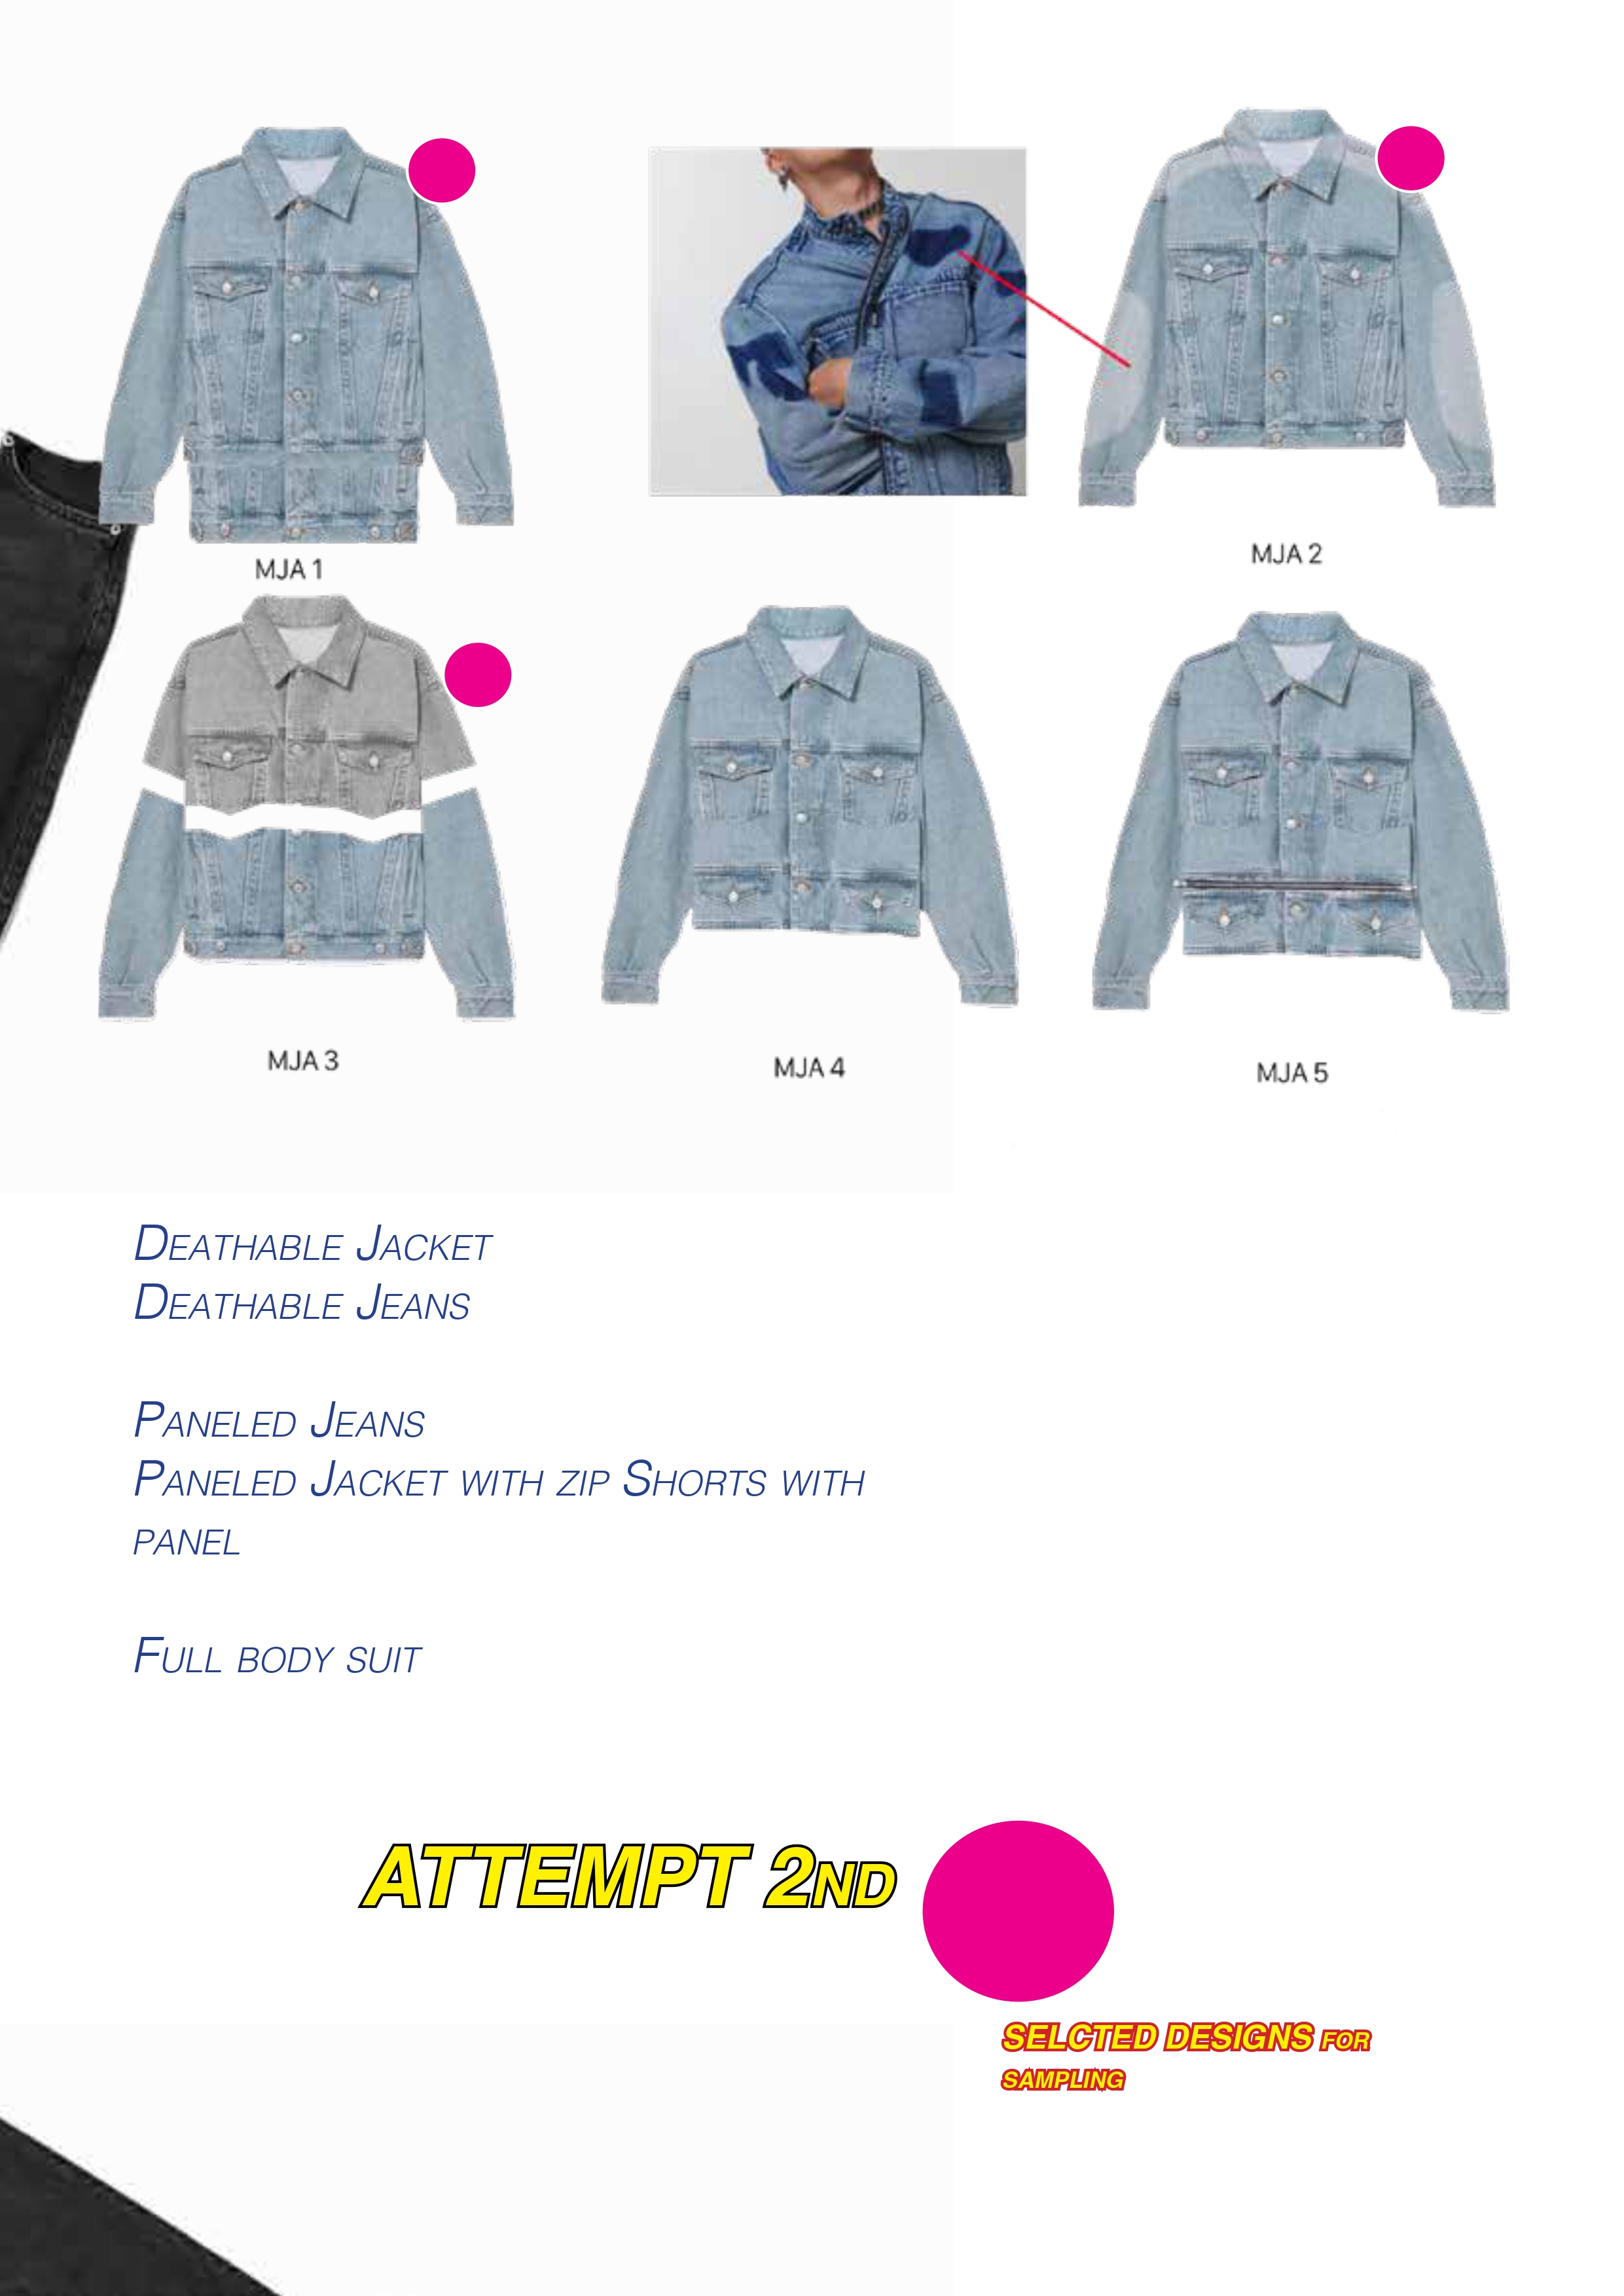 MJA 1
MJA 2
MJA 3
MJA 4
MJA 5
DEATHABLE JACKET
DEATHABLE JEANS
PANELED JEANS
PANELED JACKET WITH ZIP SHORTS WITH
PANEL
FULL BODY SUIT
ATTEMPT 2ND
SELCTED DESIGNS FOR
SAMPLING